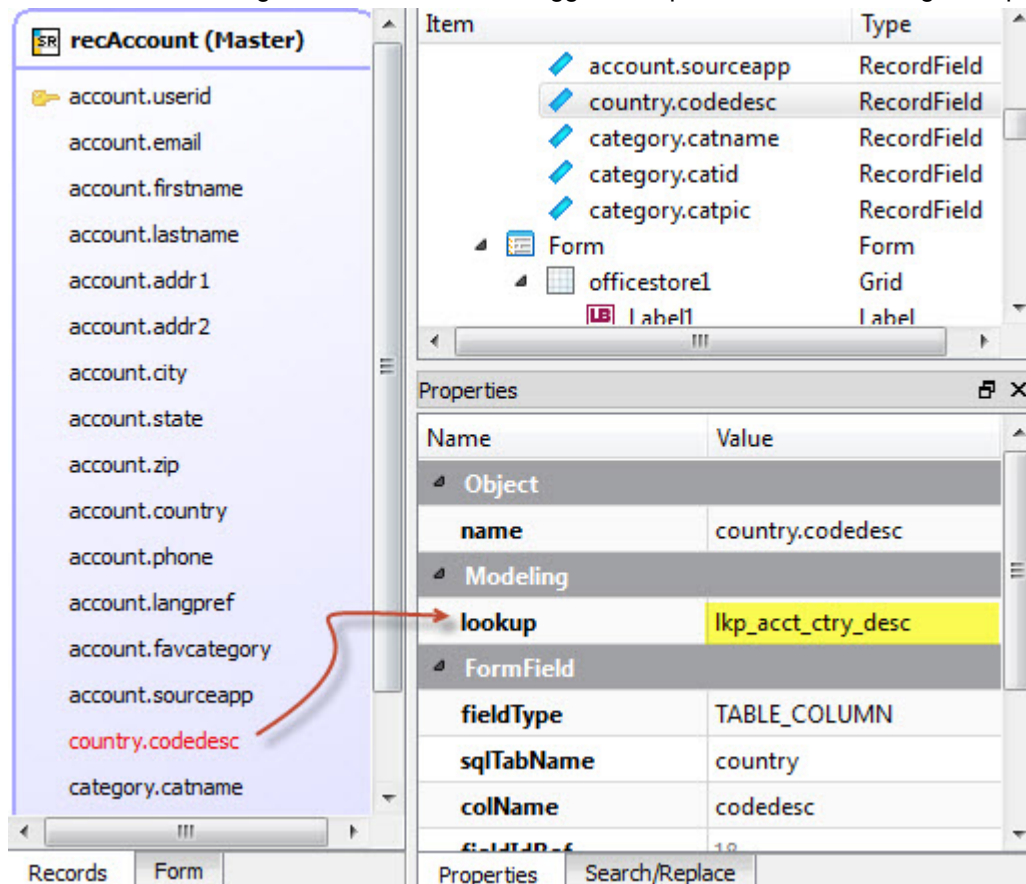 SR recAccount (Master)
account.userid
account.email
account.firstname
account.lastname
account.addr1
account.addr2
account.city
account.state
account.zip
account.country
account.phone
account.langpref
account.favcategory
account.sourceapp
country.codedesc
category.catname
Records Form
Item Type
account.sourceapp RecordField
country.codedesc RecordField
category.catname RecordField
category.catid RecordField
category.catpic RecordField
Form Form
officestore1 Grid
LB Label1 Label
Properties
Name Value
Object
name country.codedesc
Modeling
lookup lkp_acct_ctry_desc
FormField
fieldType TABLE_COLUMN
sqlTabName country
colName codedesc
fieldIdRef 18
Properties Search/Replace